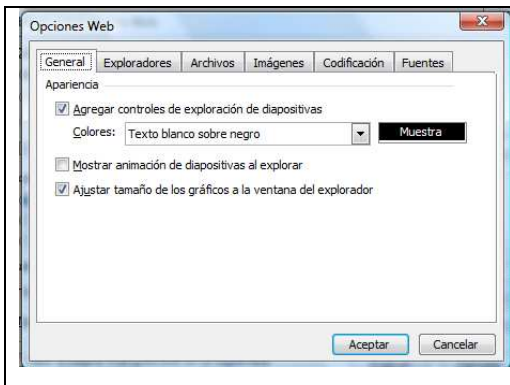 Opciones Web
General Exploradores Archivos Imágenes Codificación Fuentes
Apariencia
Agregar controles de exploración de diapositivas
Colores: Texto blanco sobre negro Muestra
Mostrar animación de diapositivas al explorar
Ajustar tamaño de los gráficos a la ventana del explorador
Aceptar Cancelar